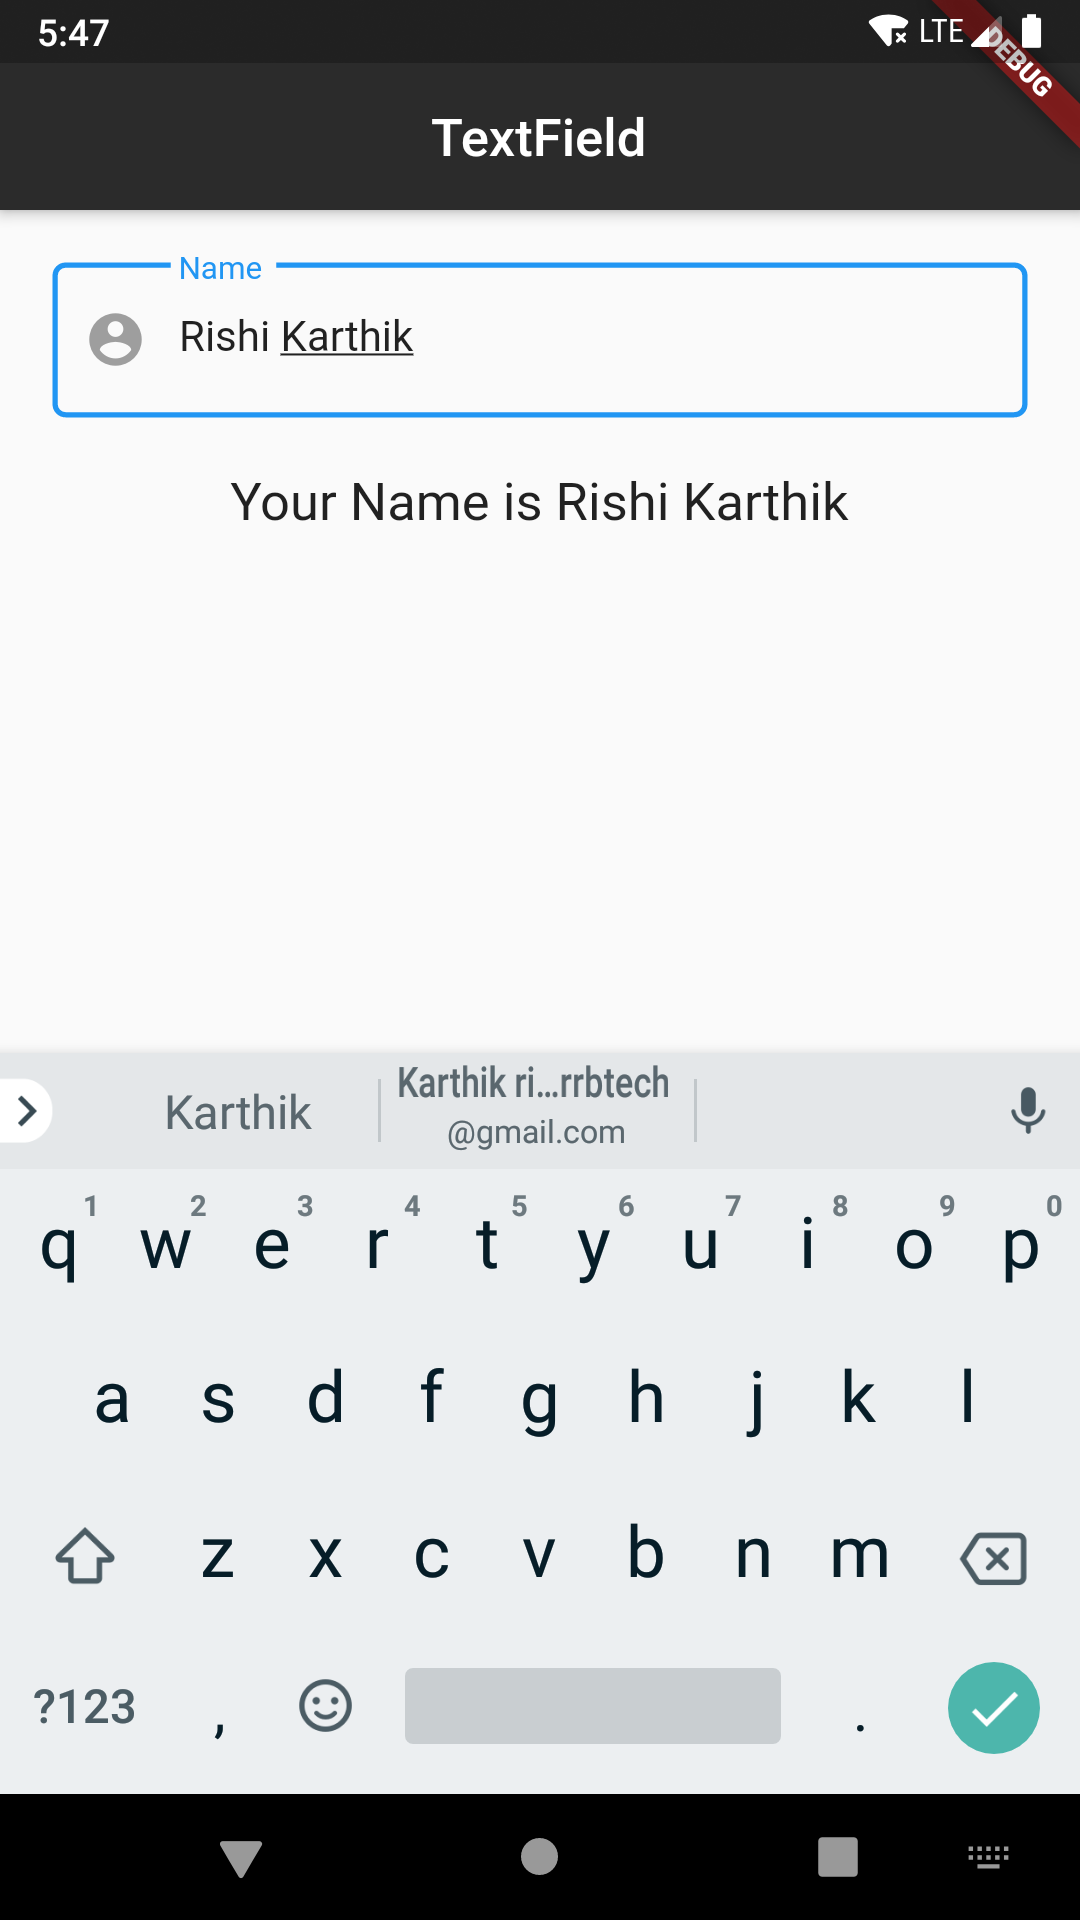 5:47 LTE
DEBUG
TextField
Name
Rishi Karthik
Your Name is Rishi Karthik
Karthik
Karthik ri...rrbtech
@gmail.com
1 2 3 4 5 6 7 8 9 0
q w e r t y u i o p
a s d f g h j k l
z x c v b n m
?123 , .